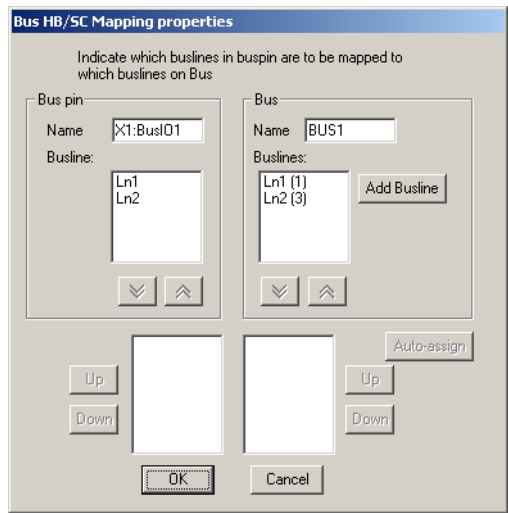 Bus HB/SC Mapping properties
Indicate which buslines in buspin are to be mapped to
which buslines on Bus
Bus pin
Name X1:BusIO1
Busline:
Ln1
Ln2
Bus
Name BUS1
Buslines:
Ln1 (1)
Ln2 (3)
Add Busline
Auto-assign
Up
Down
Up
Down
OK
Cancel